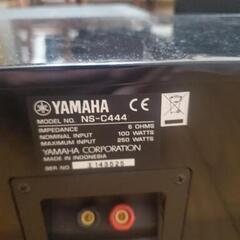 YAMAHA CE
MODEL NO. NS-C444
IMPEDANCE 6 OHMS
NOMINAL INPUT 100 WATTS
MAXIMUM INPUT 250 WATTS
YAMAHA CORPORATION
MADE IN INDONESIA
SER NO. I 143525